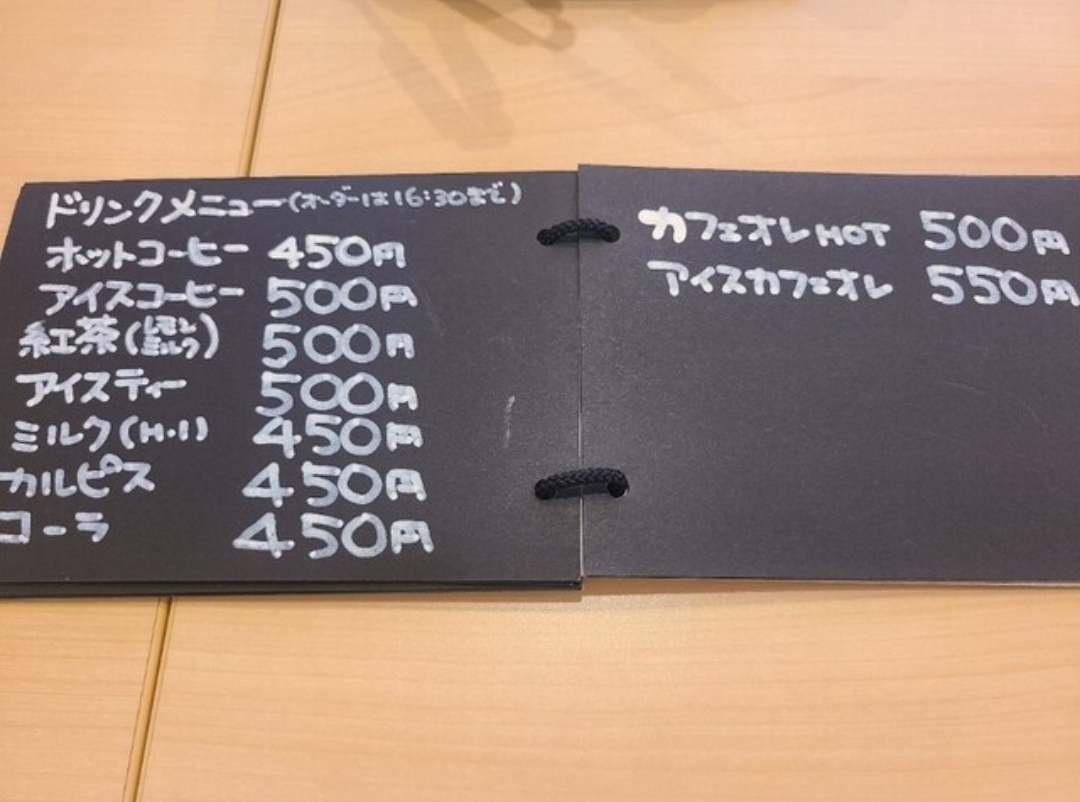 ドリンクメニュー(オーダーは16:30まで)
ホットコーヒー 450円
アイスコーヒー 500円
紅茶(レモン ミルク) 500円
アイスティー 500円
ミルク(H・I) 450円
カルピス 450円
コーラ 450円
カフェオレHOT 500円
アイスカフェオレ 550円